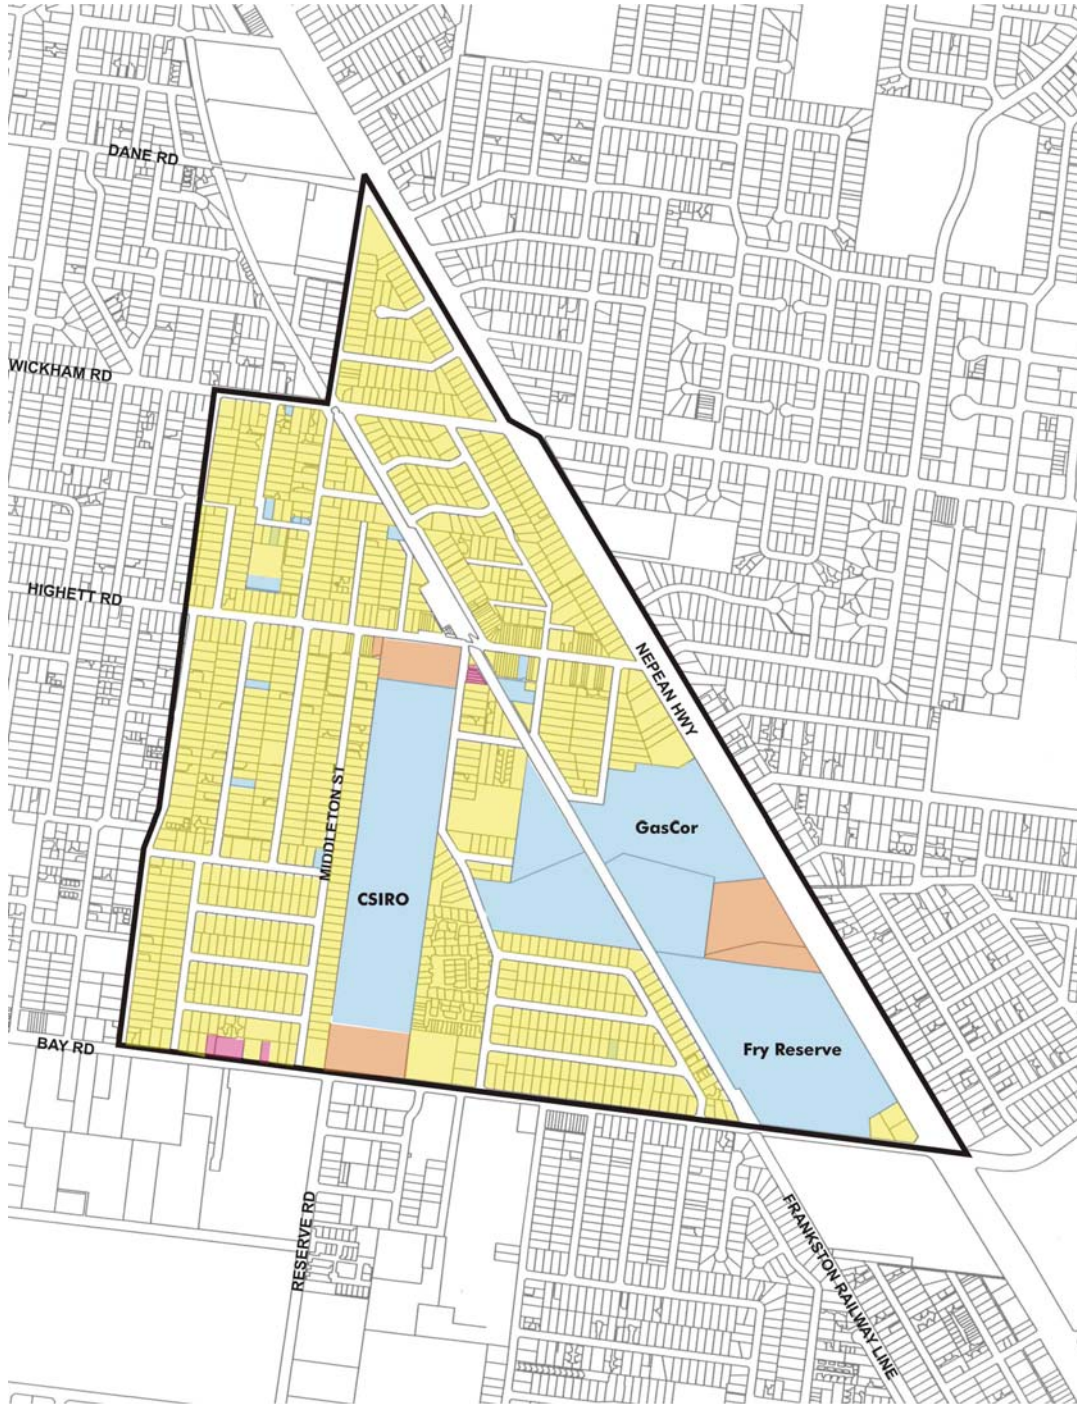 DANE RD
WICKHAM RD
HIGHETT RD
NEPEAN HWY
MIDDLETON ST
GasCor
CSIRO
Fry Reserve
BAY RD
RESERVE RD
FRANKSTON RAILWAY LINE